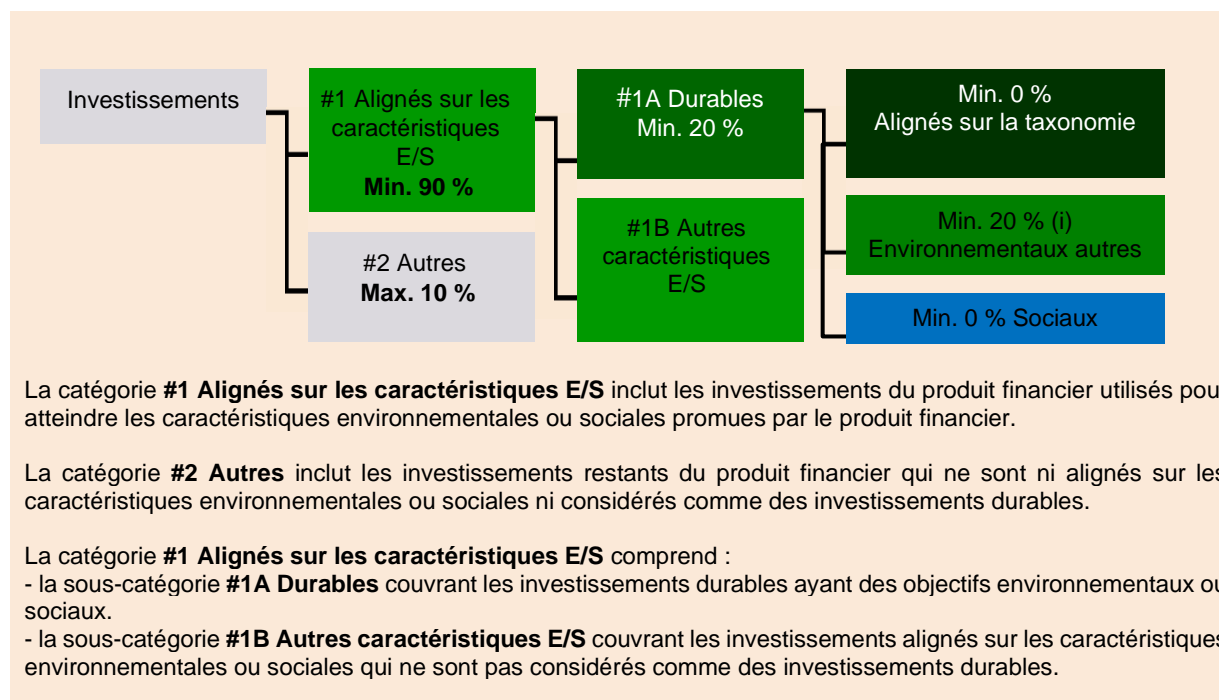 Investissements
#1 Alignés sur les
caractéristiques
E/S
Min. 90 %
#2 Autres
Max. 10 %
#1A Durables
Min. 20 %
#1B Autres
caractéristiques
E/S
Min. 0 %
Alignés sur la taxonomie
Min. 20 % (i)
Environnementaux autres
Min. 0 % Sociaux
La catégorie #1 Alignés sur les caractéristiques E/S inclut les investissements du produit financier utilisés pou
atteindre les caractéristiques environnementales ou sociales promues par le produit financier.
La catégorie #2 Autres inclut les investissements restants du produit financier qui ne sont ni alignés sur les
caractéristiques environnementales ou sociales ni considérés comme des investissements durables.
La catégorie #1 Alignés sur les caractéristiques E/S comprend :
- la sous-catégorie #1A Durables couvrant les investissements durables ayant des objectifs environnementaux ou
sociaux.
- la sous-catégorie #1B Autres caractéristiques E/S couvrant les investissements alignés sur les caractéristiques
environnementales ou sociales qui ne sont pas considérés comme des investissements durables.